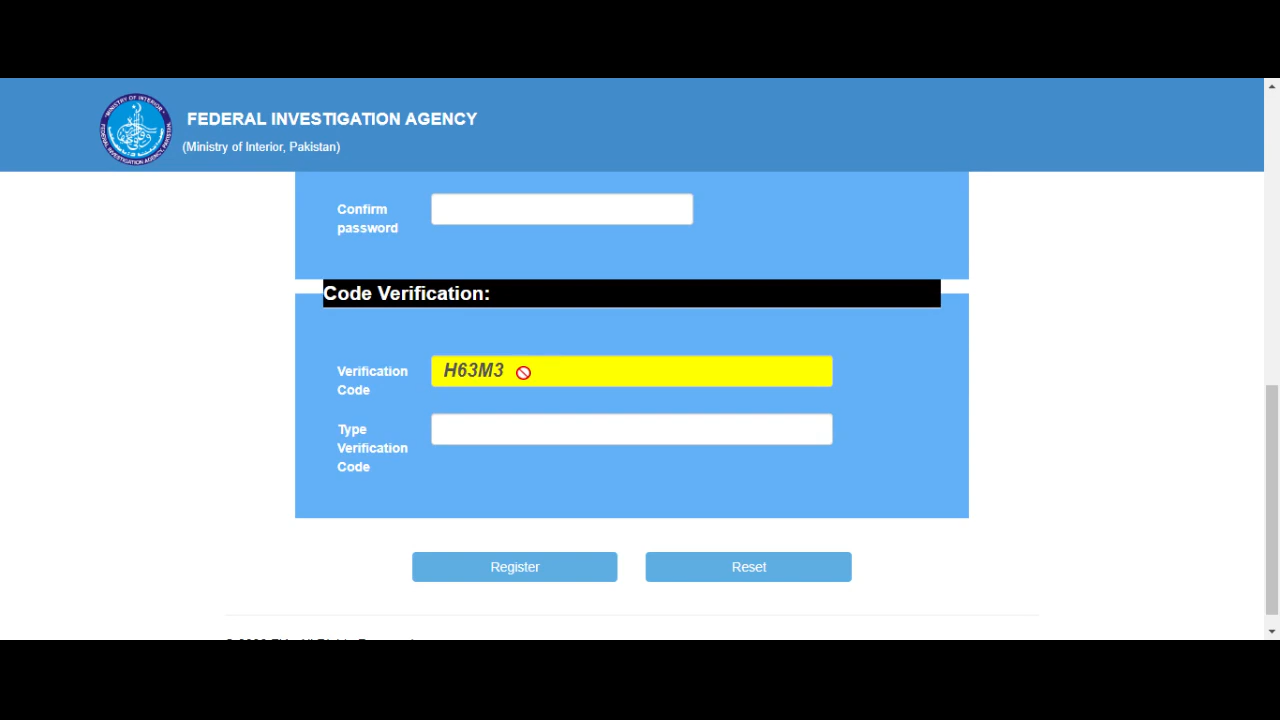 FEDERAL INVESTIGATION AGENCY
(Ministry of Interior, Pakistan)
Confirm
password
Code Verification:
Verification
Code
H63M3
Type
Verification
Code
Register
Reset